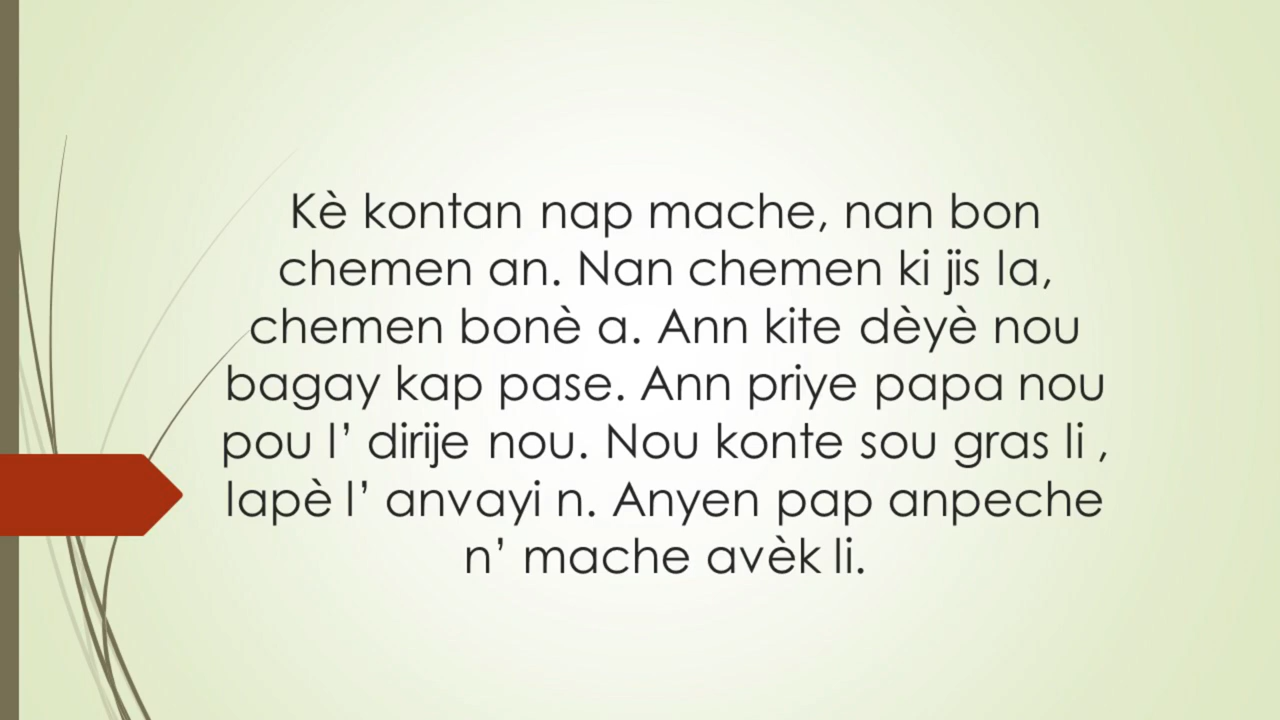 Kè kontan nap mache, nan bon
chemen an. Nan chemen ki jis la,
chemen bonè a. Ann kite dèyè nou
bagay kap pase. Ann priye papa nou
pou l’ dirije nou. Nou konte sou gras li ,
lapè l’ anvayi n. Anyen pap anpeche
n’ mache avèk li.